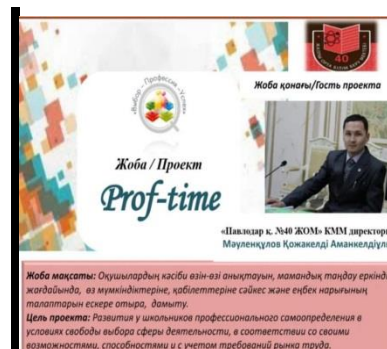 40
«Выбор – Профессия – Успех»
Жоба қонағы/Гость проекта
Жоба / Проект
Prof-time
«Павлодар қ. №40 ЖОМ» КММ директоры
Мәуленқұлов Қожакелді Аманкелдіұлы
Жоба мақсаты: Оқушылардың кәсіби өзін-өзі анықтауын, мамандық таңдау еркіндігі
жағдайында, өз мүмкіндіктеріне, қабілеттеріне сәйкес және еңбек нарығының
талаптарын ескере отыра, дамыту.
Цель проекта: Развития у школьников профессионального самоопределения в
условиях свободы выбора сферы деятельности, в соответствии со своими
возможностями, способностями и с учетом требований рынка труда.